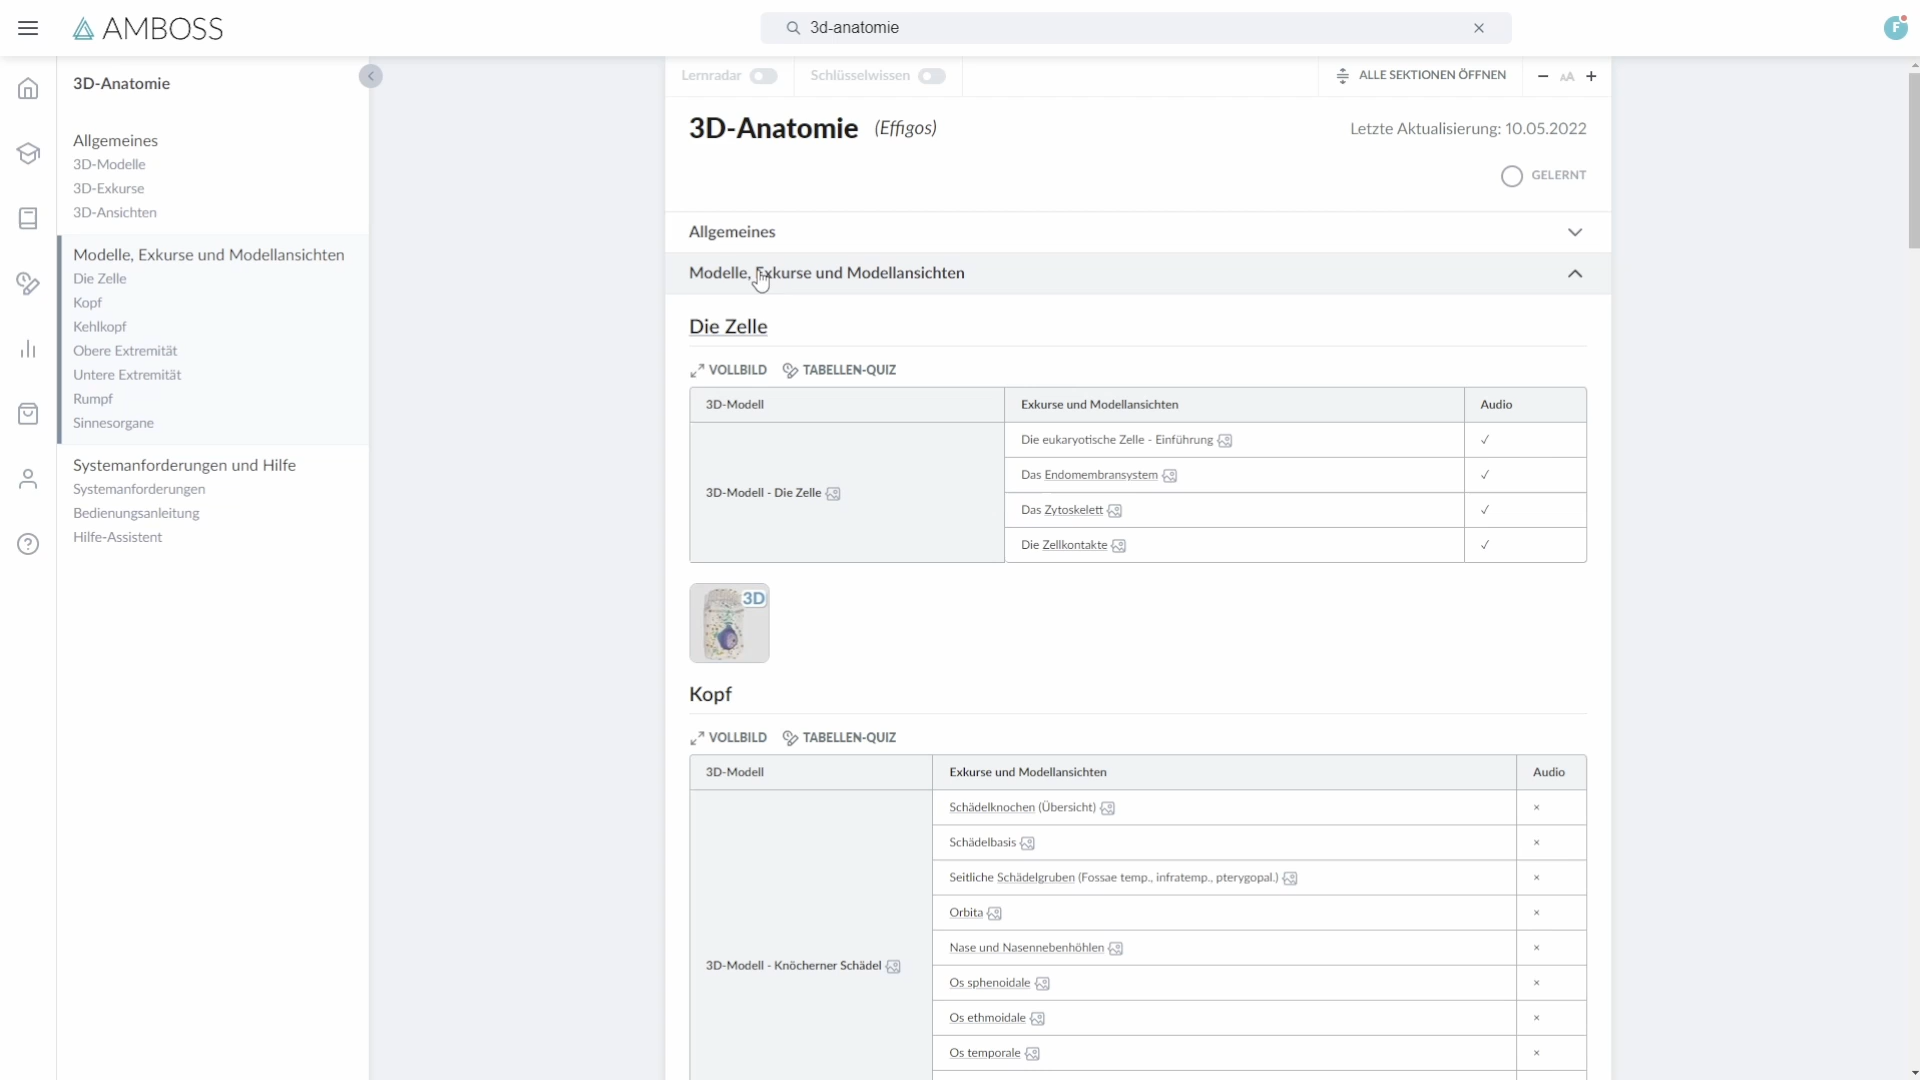 AMBOSS
3d-anatomie
F
3D-Anatomie
Allgemeines
3D-Modelle
3D-Exkurse
3D-Ansichten
Modelle, Exkurse und Modellansichten
Die Zelle
Kopf
Kehlkopf
Obere Extremität
Untere Extremität
Rumpf
Sinnesorgane
Systemanforderungen und Hilfe
Systemanforderungen
Bedienungsanleitung
Hilfe-Assistent
Lernradar
Schlüsselwissen
ALLE SEKTIONEN ÖFFNEN
− AA +
3D-Anatomie (Effigos)
Letzte Aktualisierung: 10.05.2022
GELERNT
Allgemeines
Modelle, Exkurse und Modellansichten
Die Zelle
VOLLBILD TABELLEN-QUIZ
3D-Modell Exkurse und Modellansichten Audio
3D-Modell - Die Zelle
Die eukaryotische Zelle - Einführung ✓
Das Endomembransystem ✓
Das Zytoskelett ✓
Die Zellkontakte ✓
3D
Kopf
VOLLBILD TABELLEN-QUIZ
3D-Modell Exkurse und Modellansichten Audio
3D-Modell - Knöcherner Schädel
Schädelknochen (Übersicht) ×
Schädelbasis ×
Seitliche Schädelgruben (Fossae temp., infratemp., pterygopal.) ×
Orbita ×
Nase und Nasennebenhöhlen ×
Os sphenoidale ×
Os ethmoidale ×
Os temporale ×